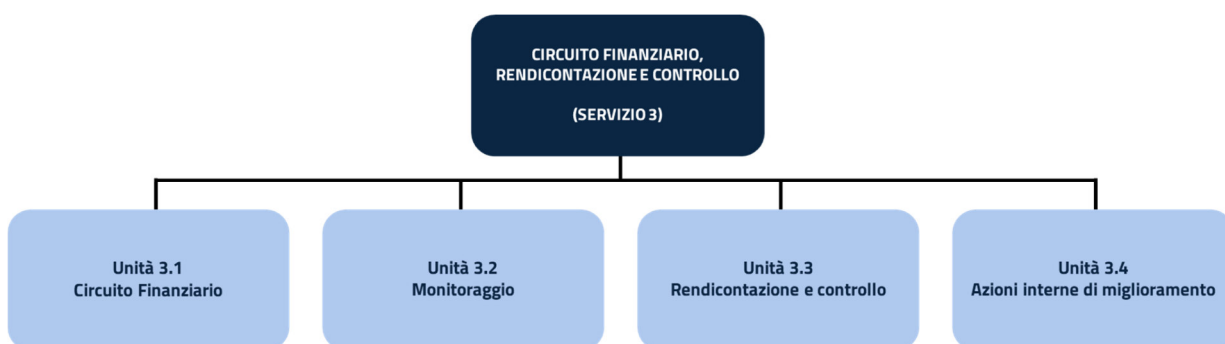 CIRCUITO FINANZIARIO,
RENDICONTAZIONE E CONTROLLO
(SERVIZIO 3)
Unità 3.1
Circuito Finanziario
Unità 3.2
Monitoraggio
Unità 3.3
Rendicontazione e controllo
Unità 3.4
Azioni interne di miglioramento